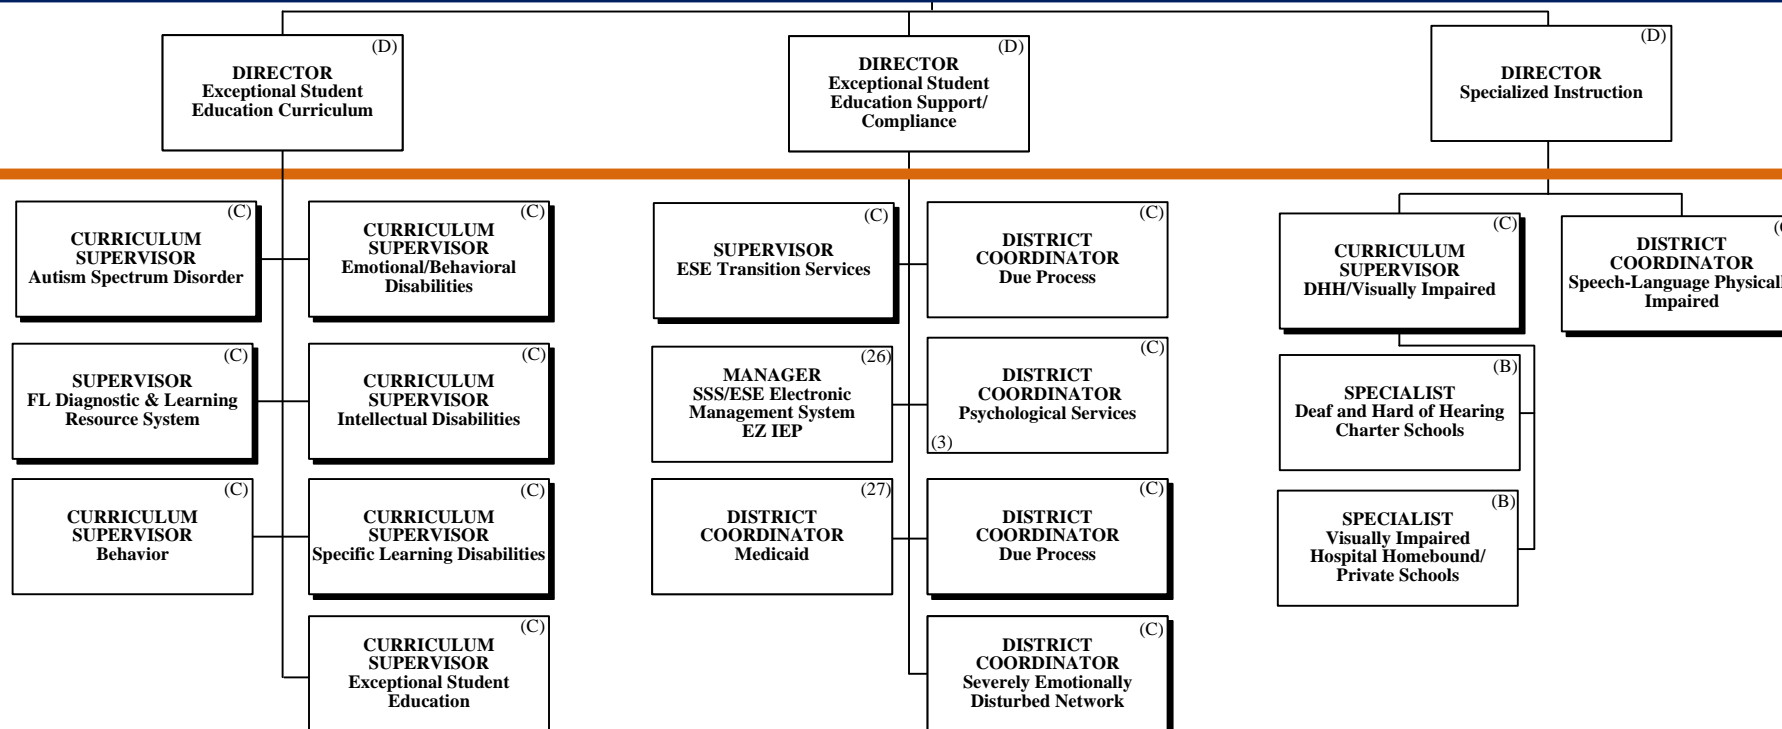 (D)
DIRECTOR
Exceptional Student
Education Curriculum
(D)
DIRECTOR
Exceptional Student
Education Support/
Compliance
(D)
DIRECTOR
Specialized Instruction
(C)
CURRICULUM
SUPERVISOR
Autism Spectrum Disorder
(C)
CURRICULUM
SUPERVISOR
Emotional/Behavioral
Disabilities
(C)
SUPERVISOR
FL Diagnostic & Learning
Resource System
(C)
CURRICULUM
SUPERVISOR
Intellectual Disabilities
(C)
CURRICULUM
SUPERVISOR
Behavior
(C)
CURRICULUM
SUPERVISOR
Specific Learning Disabilities
(C)
CURRICULUM
SUPERVISOR
Exceptional Student
Education
(C)
SUPERVISOR
ESE Transition Services
(C)
DISTRICT
COORDINATOR
Due Process
(26)
MANAGER
SSS/ESE Electronic
Management System
EZ IEP
(C)
DISTRICT
COORDINATOR
Psychological Services
(3)
(27)
DISTRICT
COORDINATOR
Medicaid
(C)
DISTRICT
COORDINATOR
Due Process
(C)
DISTRICT
COORDINATOR
Severely Emotionally
Disturbed Network
(C)
CURRICULUM
SUPERVISOR
DHH/Visually Impaired
DISTRICT
COORDINATOR
Speech-Language
Impaired
(B)
SPECIALIST
Deaf and Hard of Hearing
Charter Schools
(B)
SPECIALIST
Visually Impaired
Hospital Homebound/
Private Schools